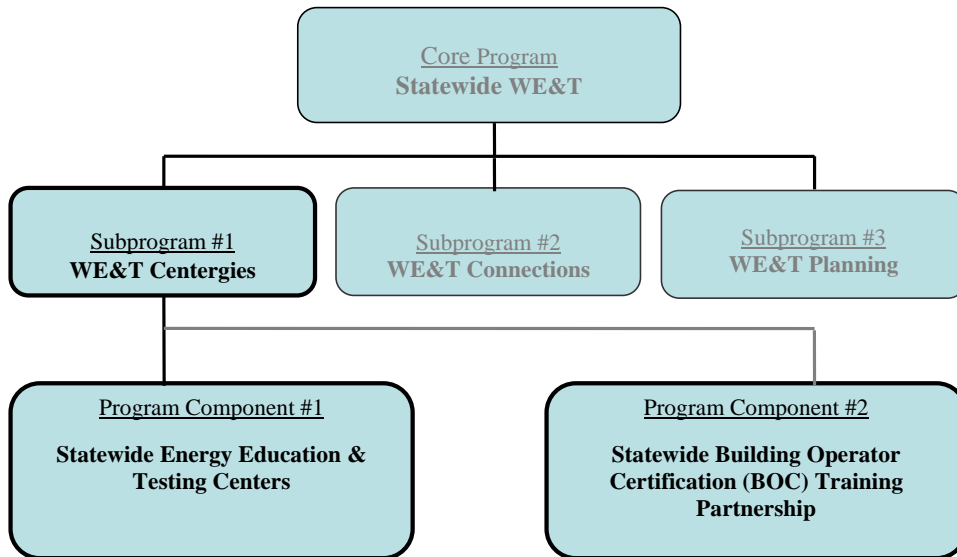 Core Program
Statewide WE&T
Subprogram #1
WE&T Centergies
Subprogram #2
WE&T Connections
Subprogram #3
WE&T Planning
Program Component #1
Statewide Energy Education &
Testing Centers
Program Component #2
Statewide Building Operator
Certification (BOC) Training
Partnership